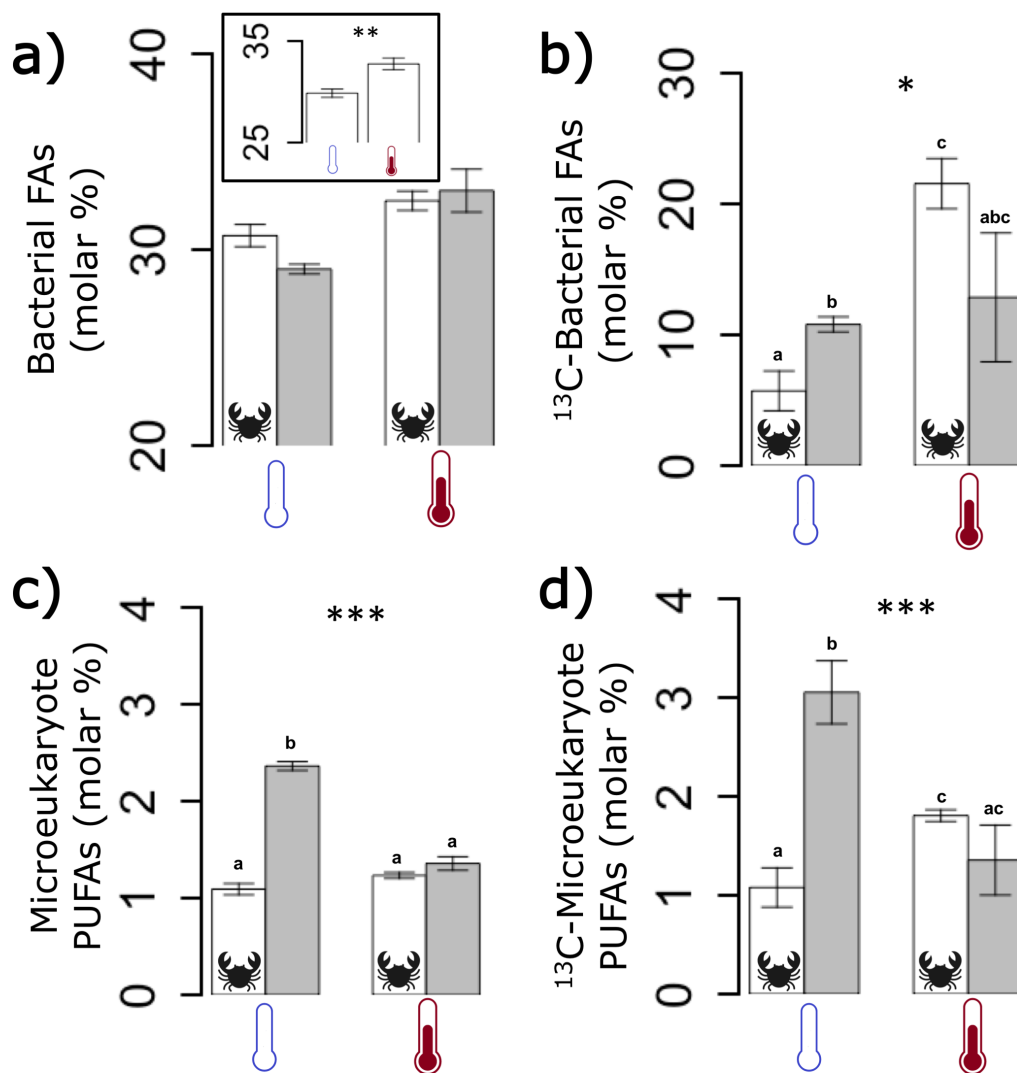 a)
Bacterial FAs
(molar %)
40
30
20
35
25
**
b)
¹³C-Bacterial FAs
(molar %)
30
20
10
0
*
a
b
c
abc
c)
Microeukaryote
PUFAs (molar %)
4
3
2
1
0
***
a
b
a
a
d)
¹³C-Microeukaryote
PUFAs (molar %)
4
3
2
1
0
***
a
b
c
ac